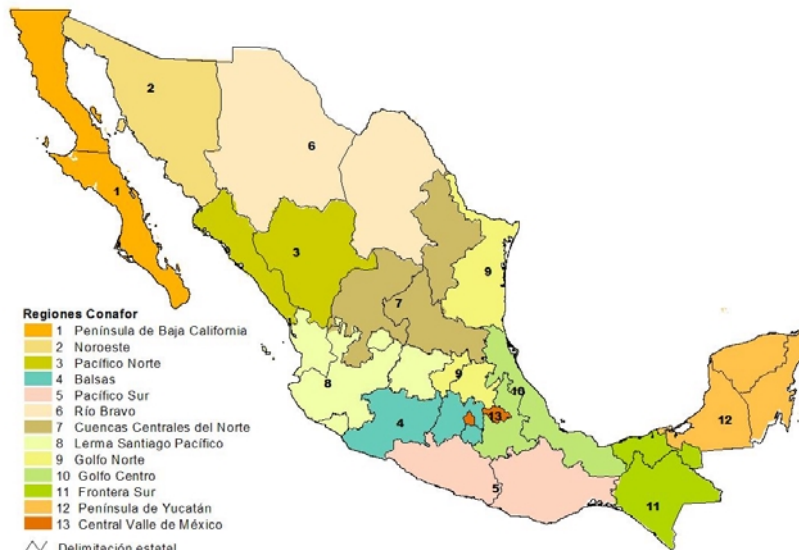 2
6
1
3
9
7
Regiones Conafor
1 Península de Baja California
2 Noroeste
3 Pacífico Norte
4 Balsas
5 Pacífico Sur
6 Río Bravo
7 Cuencas Centrales del Norte
8 Lerma Santiago Pacífico
9 Golfo Norte
10 Golfo Centro
11 Frontera Sur
12 Península de Yucatán
13 Central Valle de México
Delimitación estatal
8
9
10
13
4
12
5
11